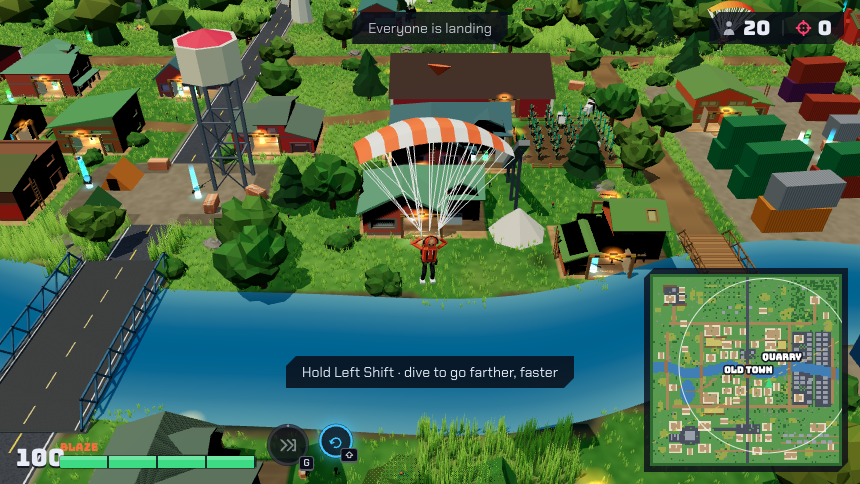 Everyone is landing
20
0
Hold Left Shift · dive to go farther, faster
QUARRY
OLD TOWN
100
BLAZE
G